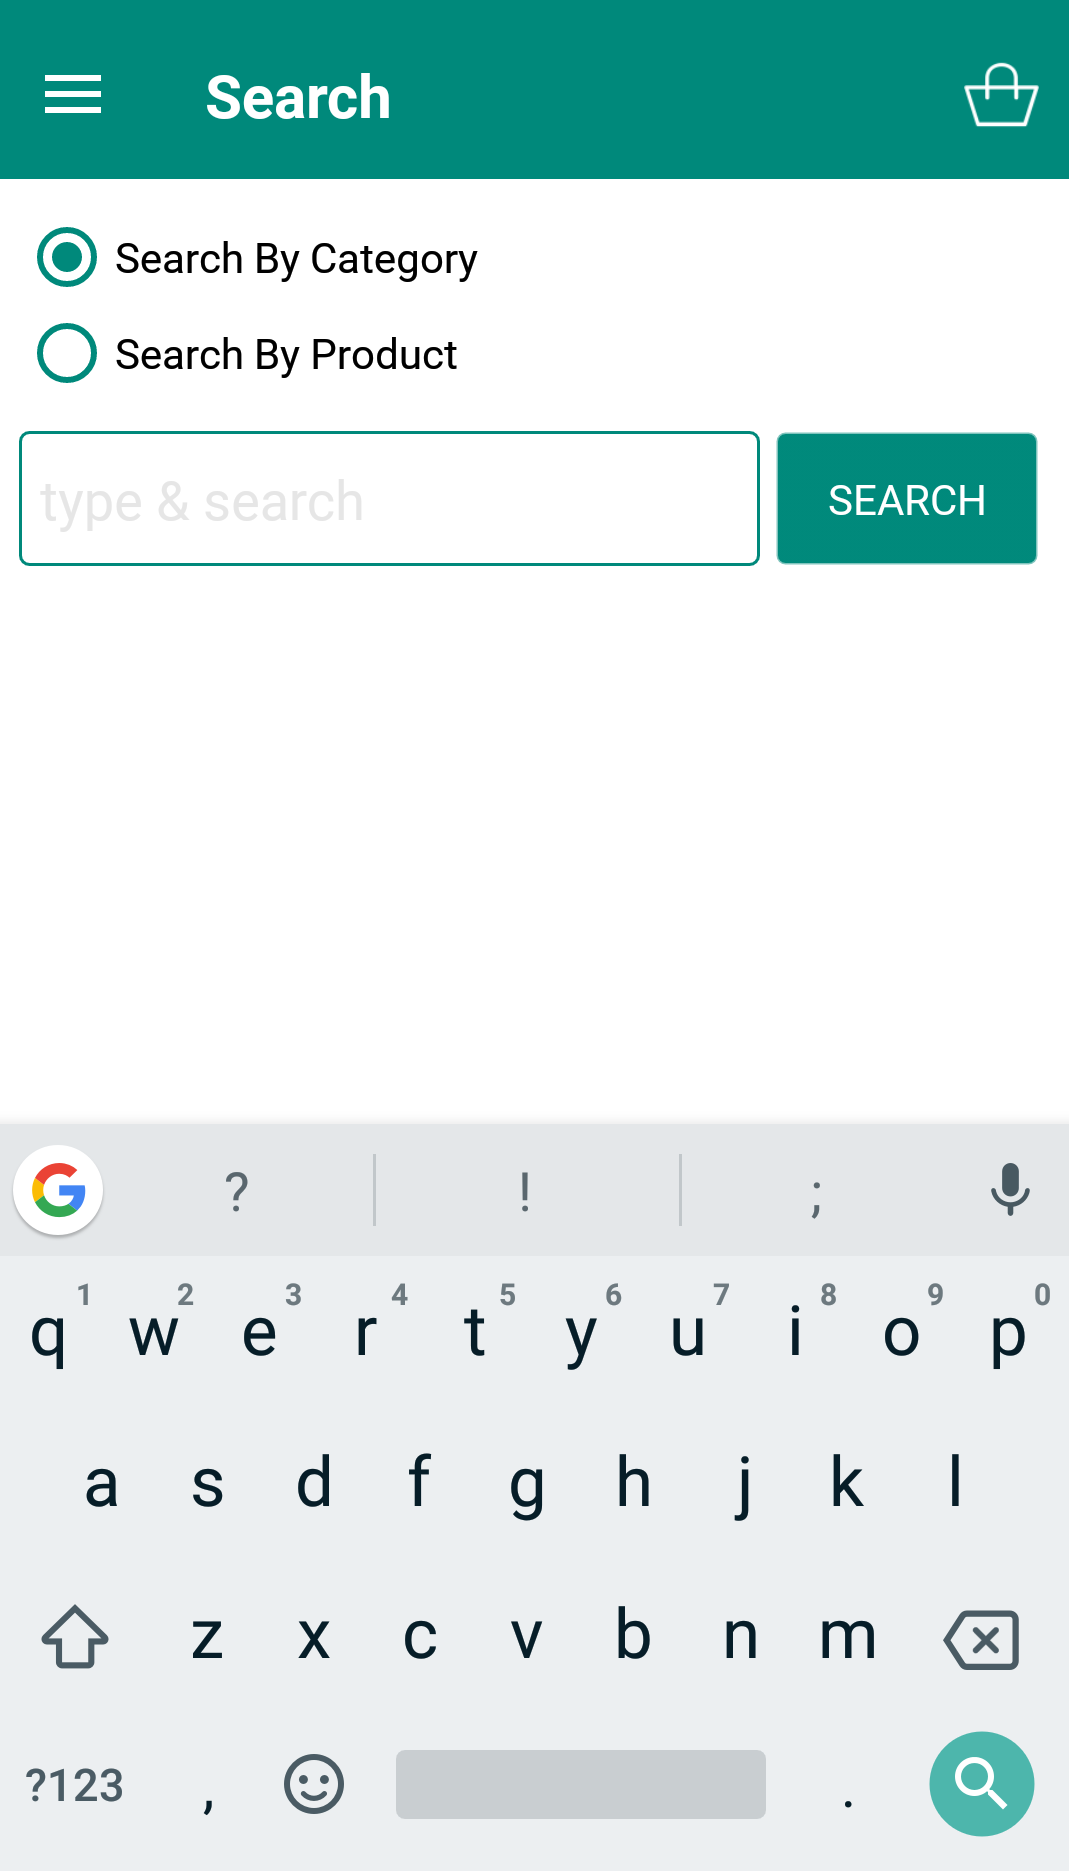 Search
Search By Category
Search By Product
type & search
SEARCH
? ! ;
1 2 3 4 5 6 7 8 9 0
q w e r t y u i o p
a s d f g h j k l
z x c v b n m
?123 , .